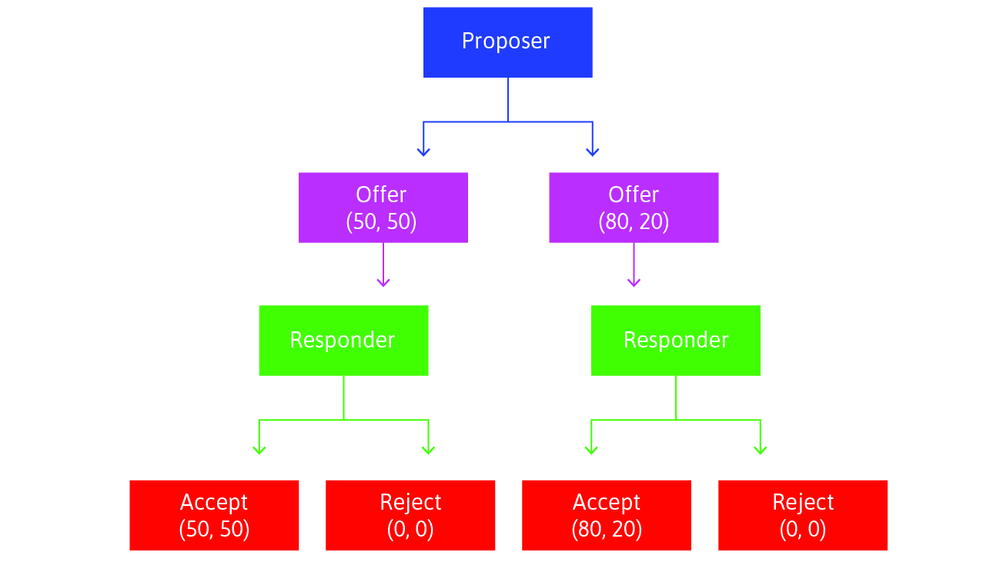 Proposer
Offer
(50, 50)
Offer
(80, 20)
Responder
Responder
Accept
(50, 50)
Reject
(0, 0)
Accept
(80, 20)
Reject
(0, 0)